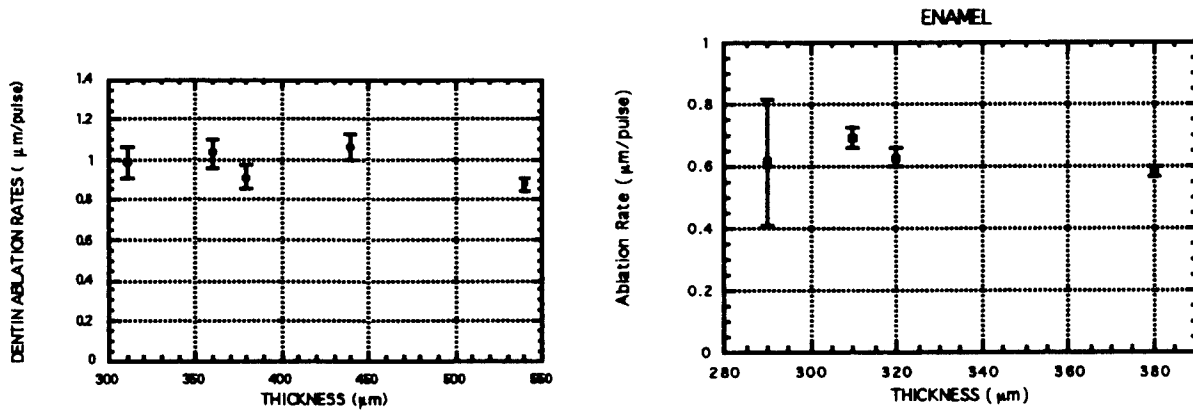 DENTIN ABLATION RATES ( μm/pulse)
1.4
1.2
1
0.8
0.6
0.4
0.2
0
300 350 400 450 500 550
THICKNESS (μm)
ENAMEL
Ablation Rate ( μm/pulse)
1
0.8
0.6
0.4
0.2
0
280 300 320 340 360 380
THICKNESS ( μm)